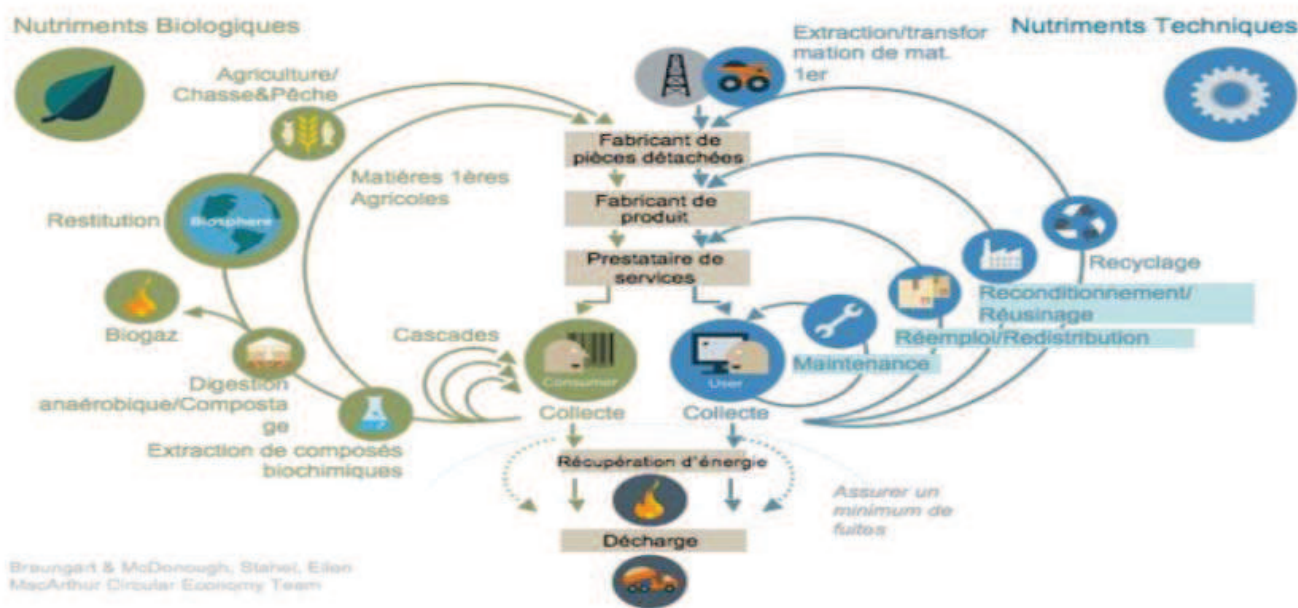 Nutriments Biologiques
Extraction/transfor
mation de mat.
1er
Nutriments Techniques
Agriculture/
Chasse&Pêche
Fabricant de
pièces détachées
Matières 1ères
Agricoles
Restitution
Biosphere
Fabricant de
produit
Prestataire de
services
Recyclage
Reconditionnement/
Réusinage
Réemploi/Redistribution
Maintenance
Biogaz
Cascades
Consumer
User
Digestion
anaérobique/Composta
ge
Collecte
Collecte
Extraction de composés
biochimiques
Récupération d'énergie
Assurer un
minimum de
fuites
Décharge
Braungart & McDonough, Stahel, Ellen
MacArthur Circular Economy Team